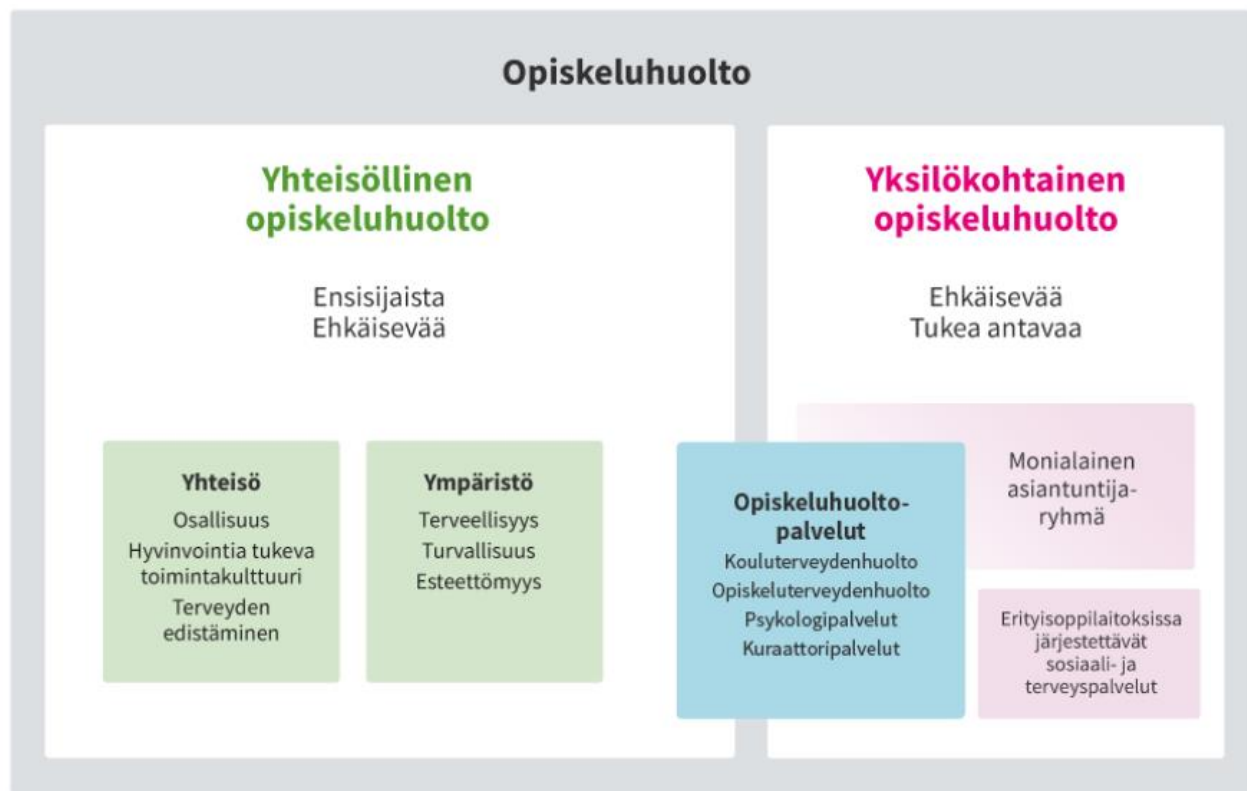 Opiskeluhuolto
Yhteisöllinen
opiskeluhuolto
Ensisijaista
Ehkäisevää
Yhteisö
Osallisuus
Hyvinvointia tukeva
toimintakulttuuri
Terveyden
edistäminen
Ympäristö
Terveellisyys
Turvallisuus
Esteettömyys
Opiskeluhuolto-
palvelut
Kouluterveydenhuolto
Opiskeluterveydenhuolto
Psykologipalvelut
Kuraattoripalvelut
Yksilökohtainen
opiskeluhuolto
Ehkäisevää
Tukea antavaa
Monialainen
asiantuntija-
ryhmä
Erityisoppilaitoksissa
järjestettävät
sosiaali- ja
terveyspalvelut